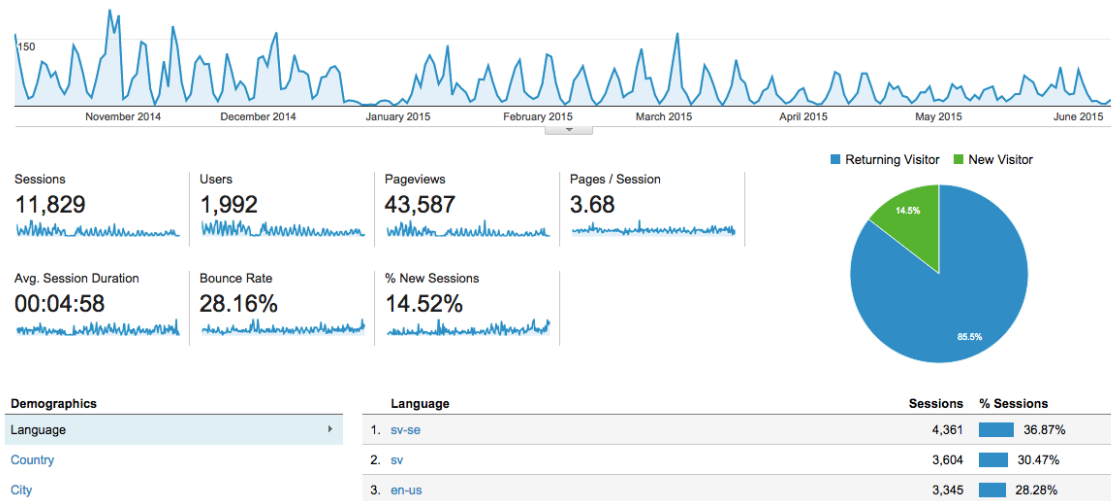 150
November 2014 December 2014 January 2015 February 2015 March 2015 April 2015 May 2015 June 2015
Returning Visitor New Visitor
Sessions Users Pageviews Pages / Session
11,829 1,992 43,587 3.68
14.5%
Avg. Session Duration Bounce Rate % New Sessions
00:04:58 28.16% 14.52%
85.5%
Demographics Language Sessions % Sessions
Language 1. sv-se 4,361 36.87%
Country 2. sv 3,604 30.47%
City 3. en-us 3,345 28.28%